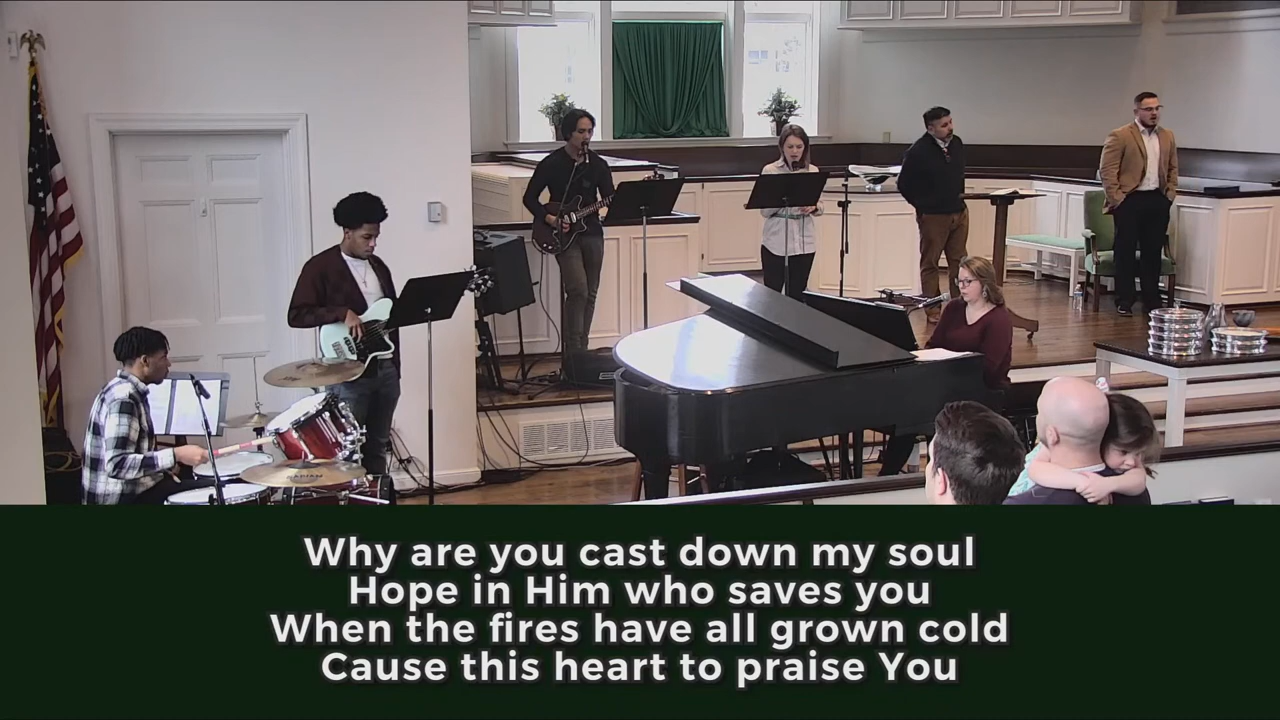 Why are you cast down my soul
Hope in Him who saves you
When the fires have all grown cold
Cause this heart to praise You